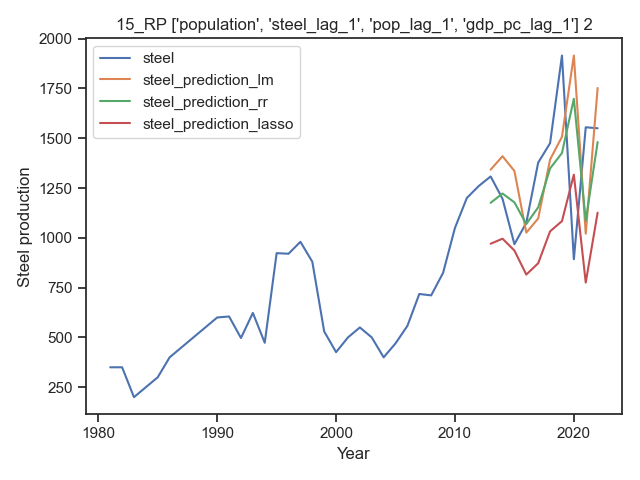 15_RP ['population', 'steel_lag_1', 'pop_lag_1', 'gdp_pc_lag_1'] 2
steel
steel_prediction_lm
steel_prediction_rr
steel_prediction_lasso
Steel production
2000
1750
1500
1250
1000
750
500
250
1980
1990
2000
2010
2020
Year